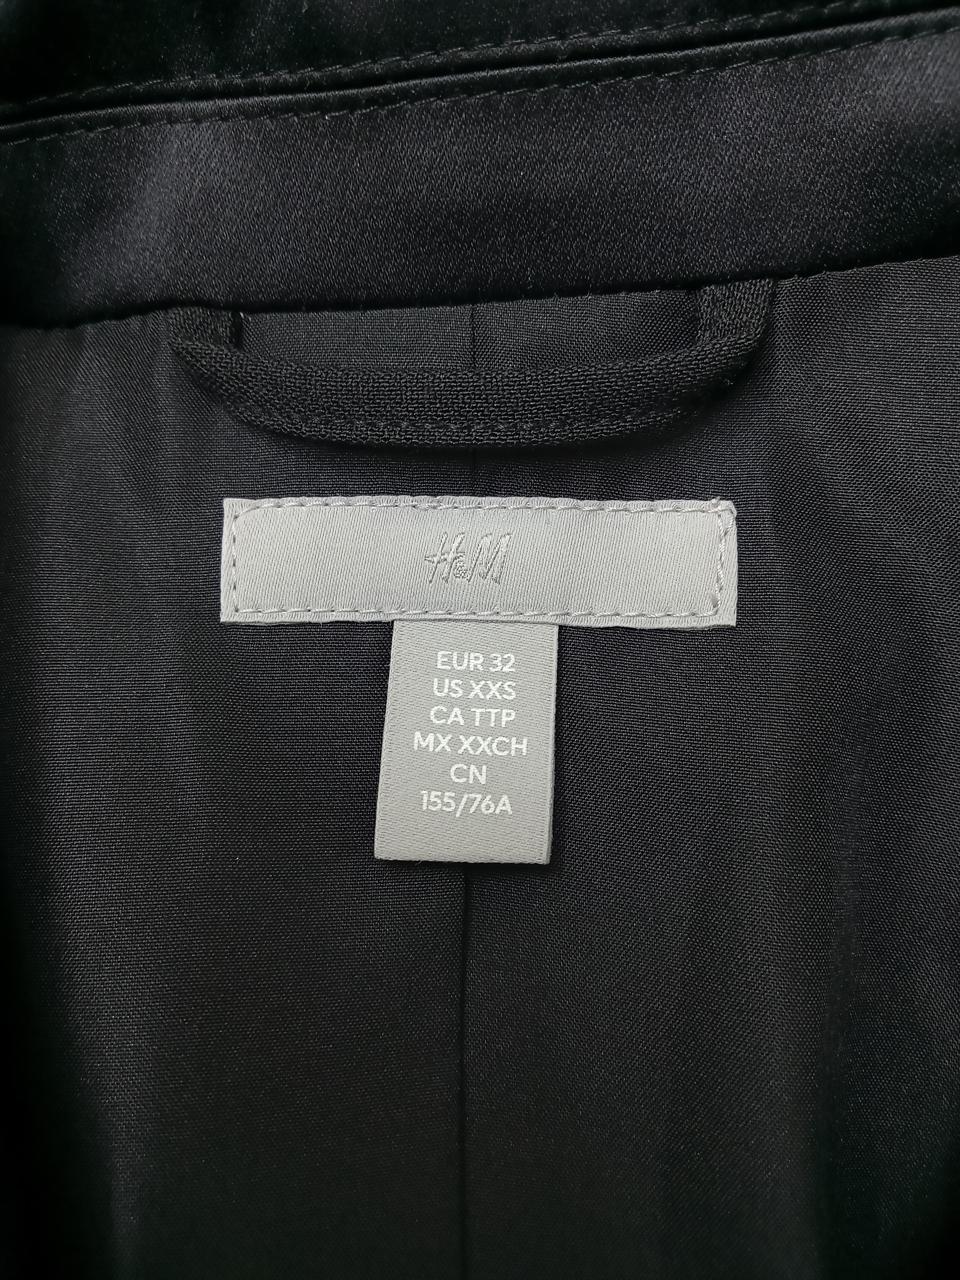 H&M
EUR 32
US XXS
CA TTP
MX XXCH
CN
155/76A